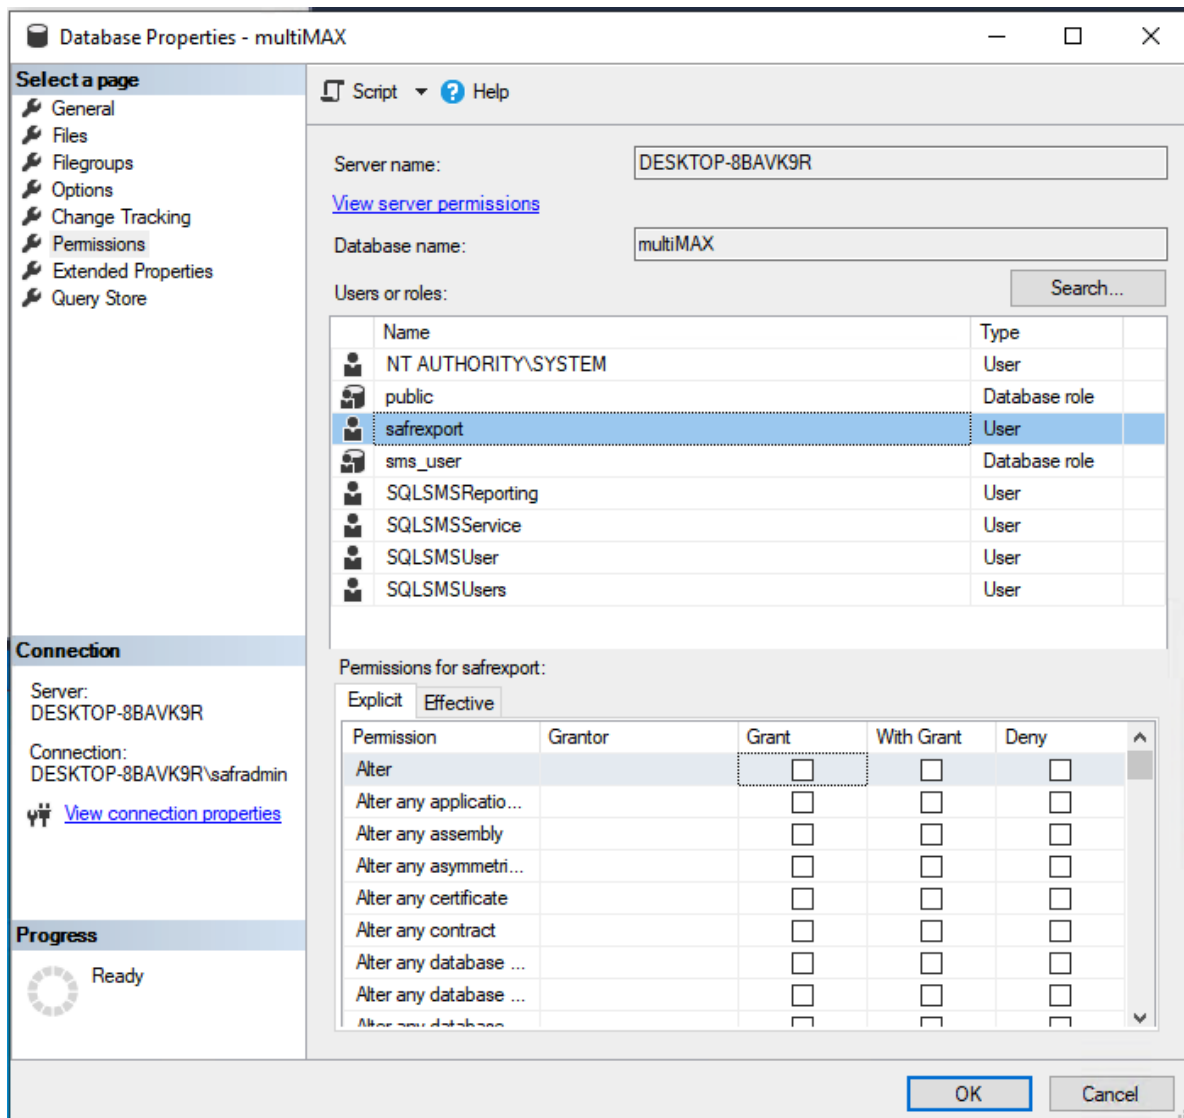 Database Properties - multiMAX
Select a page
General
Files
Filegroups
Options
Change Tracking
Permissions
Extended Properties
Query Store
Script
Help
Server name:
DESKTOP-8BAVK9R
View server permissions
Database name:
multiMAX
Users or roles:
Search...
Name Type
NT AUTHORITY\SYSTEM User
public Database role
safrexport User
sms_user Database role
SQLSMSReporting User
SQLSMSService User
SQLSMSUser User
SQLSMSUsers User
Permissions for safrexport:
Explicit Effective
Permission Grantor Grant With Grant Deny
Alter
Alter any applicatio...
Alter any assembly
Alter any asymmetri...
Alter any certificate
Alter any contract
Alter any database ...
Alter any database ...
Alter any database
Connection
Server:
DESKTOP-8BAVK9R
Connection:
DESKTOP-8BAVK9R\safradmin
View connection properties
Progress
Ready
OK Cancel